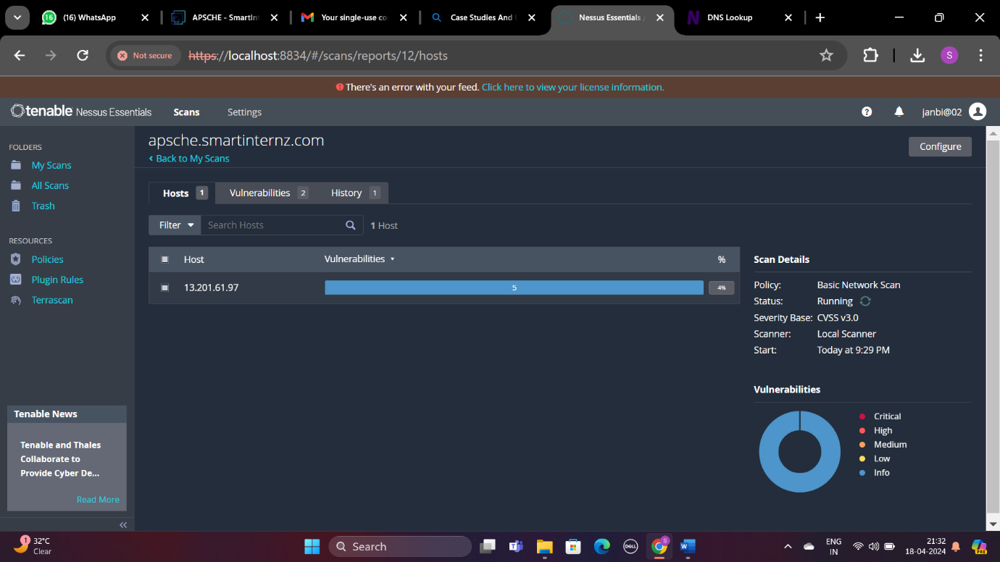 (16) WhatsApp
APSCHE - SmartInt
Your single-use co
Case Studies And
Nessus Essentials /
DNS Lookup
Not secure
https://localhost:8834/#/scans/reports/12/hosts
S
There's an error with your feed. Click here to view your license information.
tenable Nessus Essentials
Scans
Settings
janbi@02
FOLDERS
My Scans
All Scans
Trash
RESOURCES
Policies
Plugin Rules
Terrascan
Tenable News
Tenable and Thales
Collaborate to
Provide Cyber De...
Read More
apsche.smartinternz.com
Back to My Scans
Configure
Hosts 1
Vulnerabilities 2
History 1
Filter
Search Hosts
1 Host
Host
Vulnerabilities
%
13.201.61.97
5
4%
Scan Details
Policy: Basic Network Scan
Status: Running
Severity Base: CVSS v3.0
Scanner: Local Scanner
Start: Today at 9:29 PM
Vulnerabilities
Critical
High
Medium
Low
Info
1
32°C
Clear
Search
DELL
ENG
IN
21:32
18-04-2024
PRE